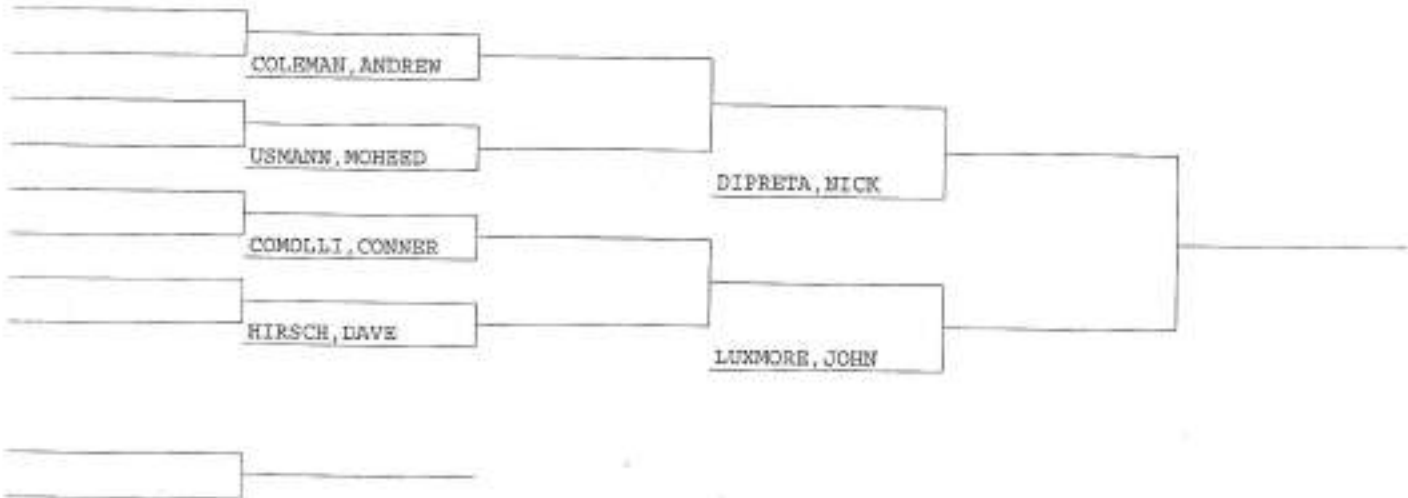 COLEMAN,ANDREW
USMANN,MOHEED
DIPRETA,NICK
COMOLLI,CONNER
HIRSCH,DAVE
LUXMORE,JOHN